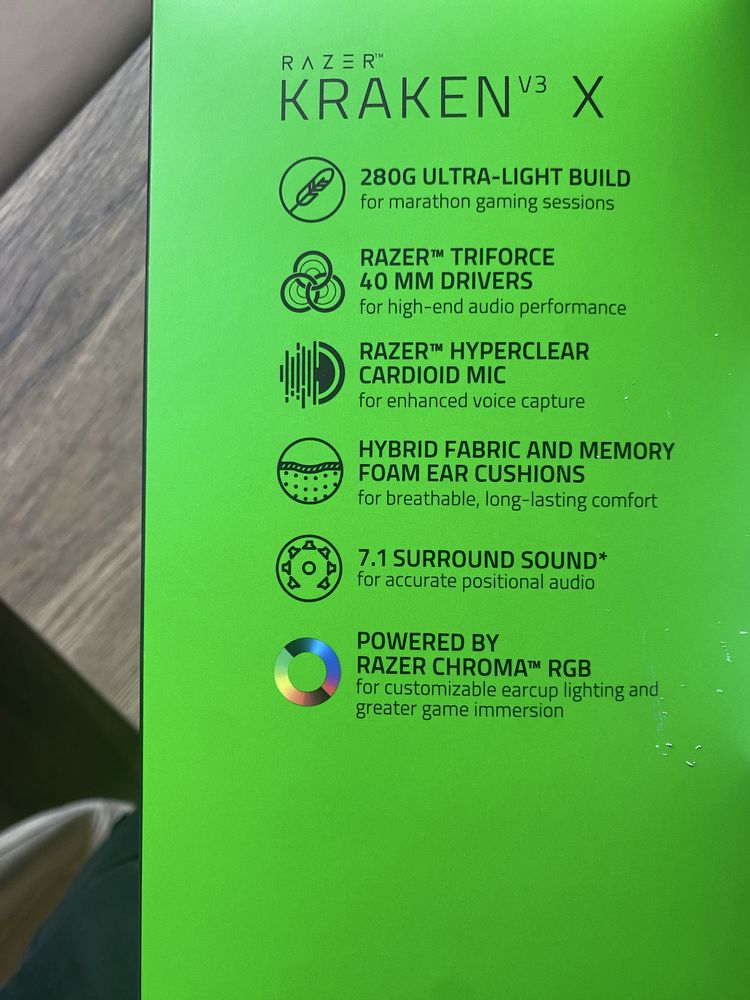 RAZER™
KRAKEN V3 X
280G ULTRA-LIGHT BUILD
for marathon gaming sessions
RAZER™ TRIFORCE
40 MM DRIVERS
for high-end audio performance
RAZER™ HYPERCLEAR
CARDIOID MIC
for enhanced voice capture
HYBRID FABRIC AND MEMORY
FOAM EAR CUSHIONS
for breathable, long-lasting comfort
7.1 SURROUND SOUND*
for accurate positional audio
POWERED BY
RAZER CHROMA™ RGB
for customizable earcup lighting and
greater game immersion